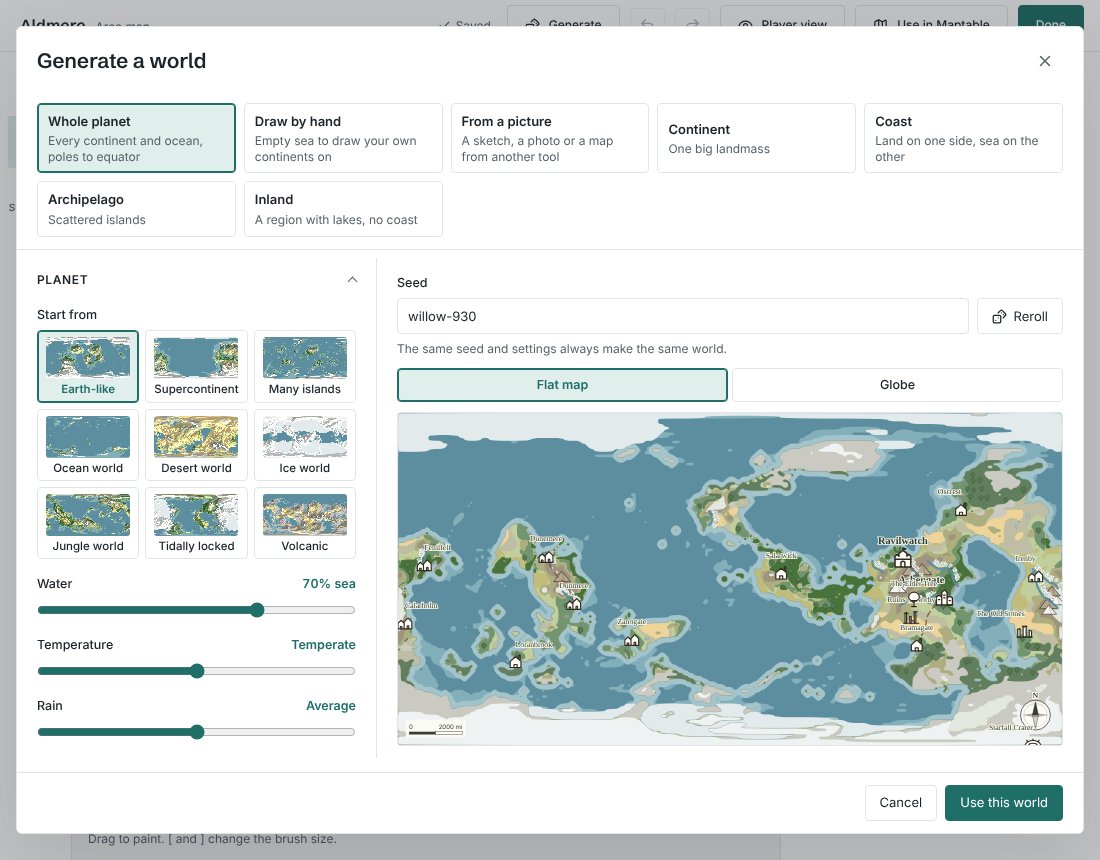 Aldmere Area map
Saved
Generate
Player view
Use in Maptable
Done
Generate a world
Whole planet
Every continent and ocean,
poles to equator
Draw by hand
Empty sea to draw your own
continents on
From a picture
A sketch, a photo or a map
from another tool
Continent
One big landmass
Coast
Land on one side, sea on the
other
Archipelago
Scattered islands
Inland
A region with lakes, no coast
PLANET
Start from
Earth-like
Supercontinent
Many islands
Ocean world
Desert world
Ice world
Jungle world
Tidally locked
Volcanic
Water
70% sea
Temperature
Temperate
Rain
Average
Seed
willow-930
Reroll
The same seed and settings always make the same world.
Flat map
Globe
Oscrest
Ravilwatch
Dunemere
The Old Stones
Bramagate
Loranbrook
N
Starfall Crater
0 2000 mi
Cancel
Use this world
Drag to paint. [ and ] change the brush size.